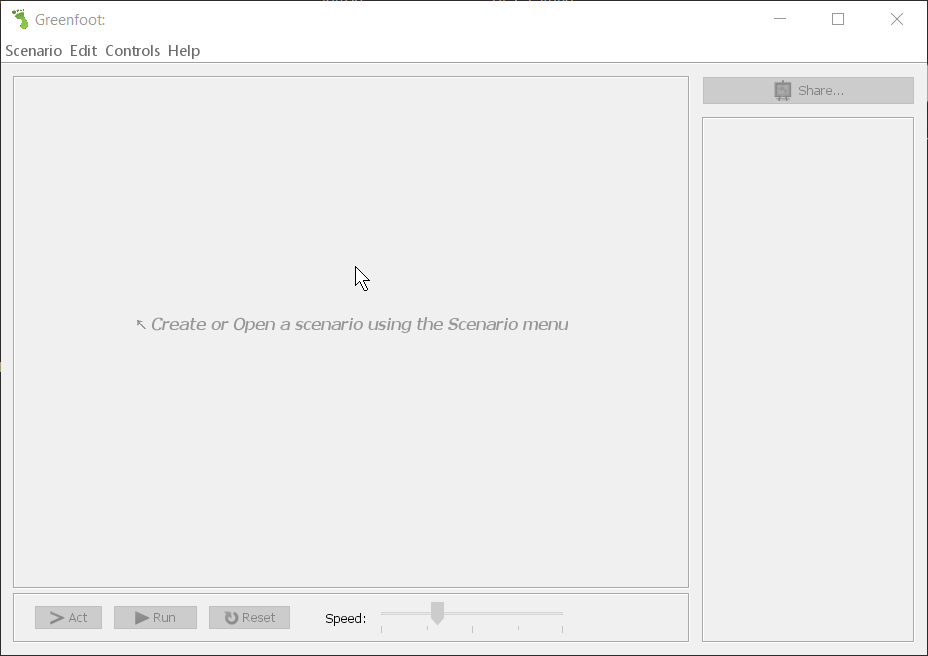 Greenfoot:
Scenario Edit Controls Help
Share...
Create or Open a scenario using the Scenario menu
Act Run Reset Speed: